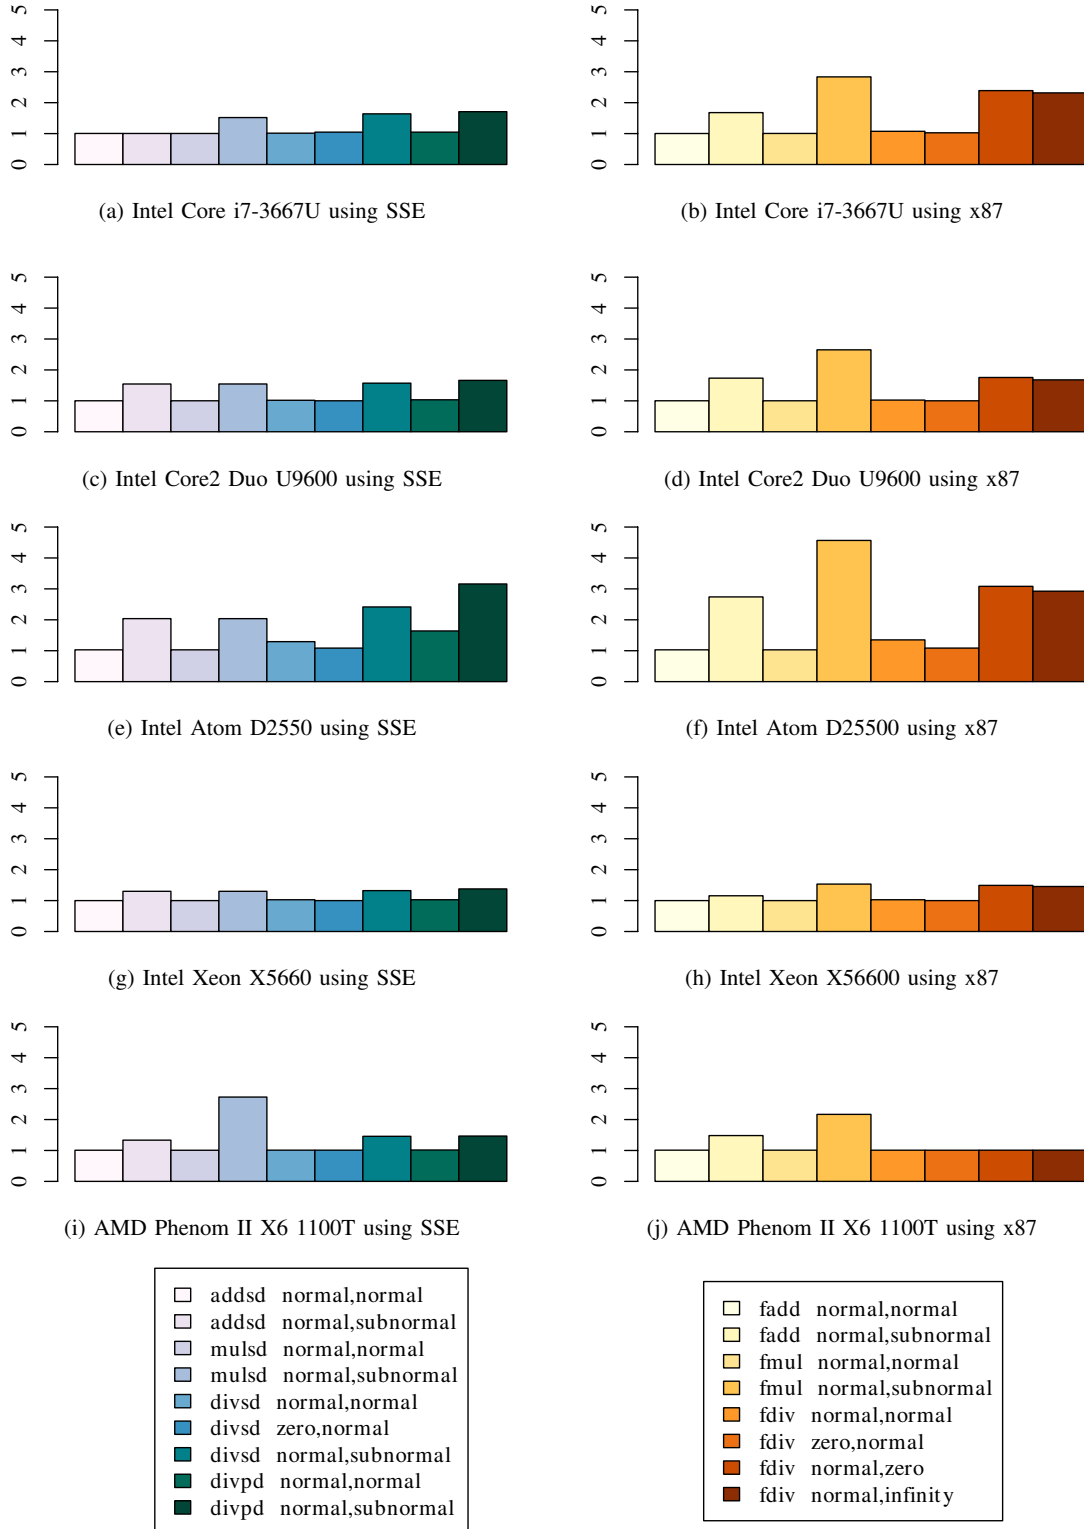 0 1 2 3 4 5
0 1 2 3 4 5
(a) Intel Core i7-3667U using SSE
(b) Intel Core i7-3667U using x87
0 1 2 3 4 5
0 1 2 3 4 5
(c) Intel Core2 Duo U9600 using SSE
(d) Intel Core2 Duo U9600 using x87
0 1 2 3 4 5
0 1 2 3 4 5
(e) Intel Atom D2550 using SSE
(f) Intel Atom D25500 using x87
0 1 2 3 4 5
0 1 2 3 4 5
(g) Intel Xeon X5660 using SSE
(h) Intel Xeon X56600 using x87
0 1 2 3 4 5
0 1 2 3 4 5
(i) AMD Phenom II X6 1100T using SSE
(j) AMD Phenom II X6 1100T using x87
addsd normal,normal
addsd normal,subnormal
mulsd normal,normal
mulsd normal,subnormal
divsd normal,normal
divsd zero,normal
divsd normal,subnormal
divpd normal,normal
divpd normal,subnormal
fadd normal,normal
fadd normal,subnormal
fmul normal,normal
fmul normal,subnormal
fdiv normal,normal
fdiv zero,normal
fdiv normal,zero
fdiv normal,infinity